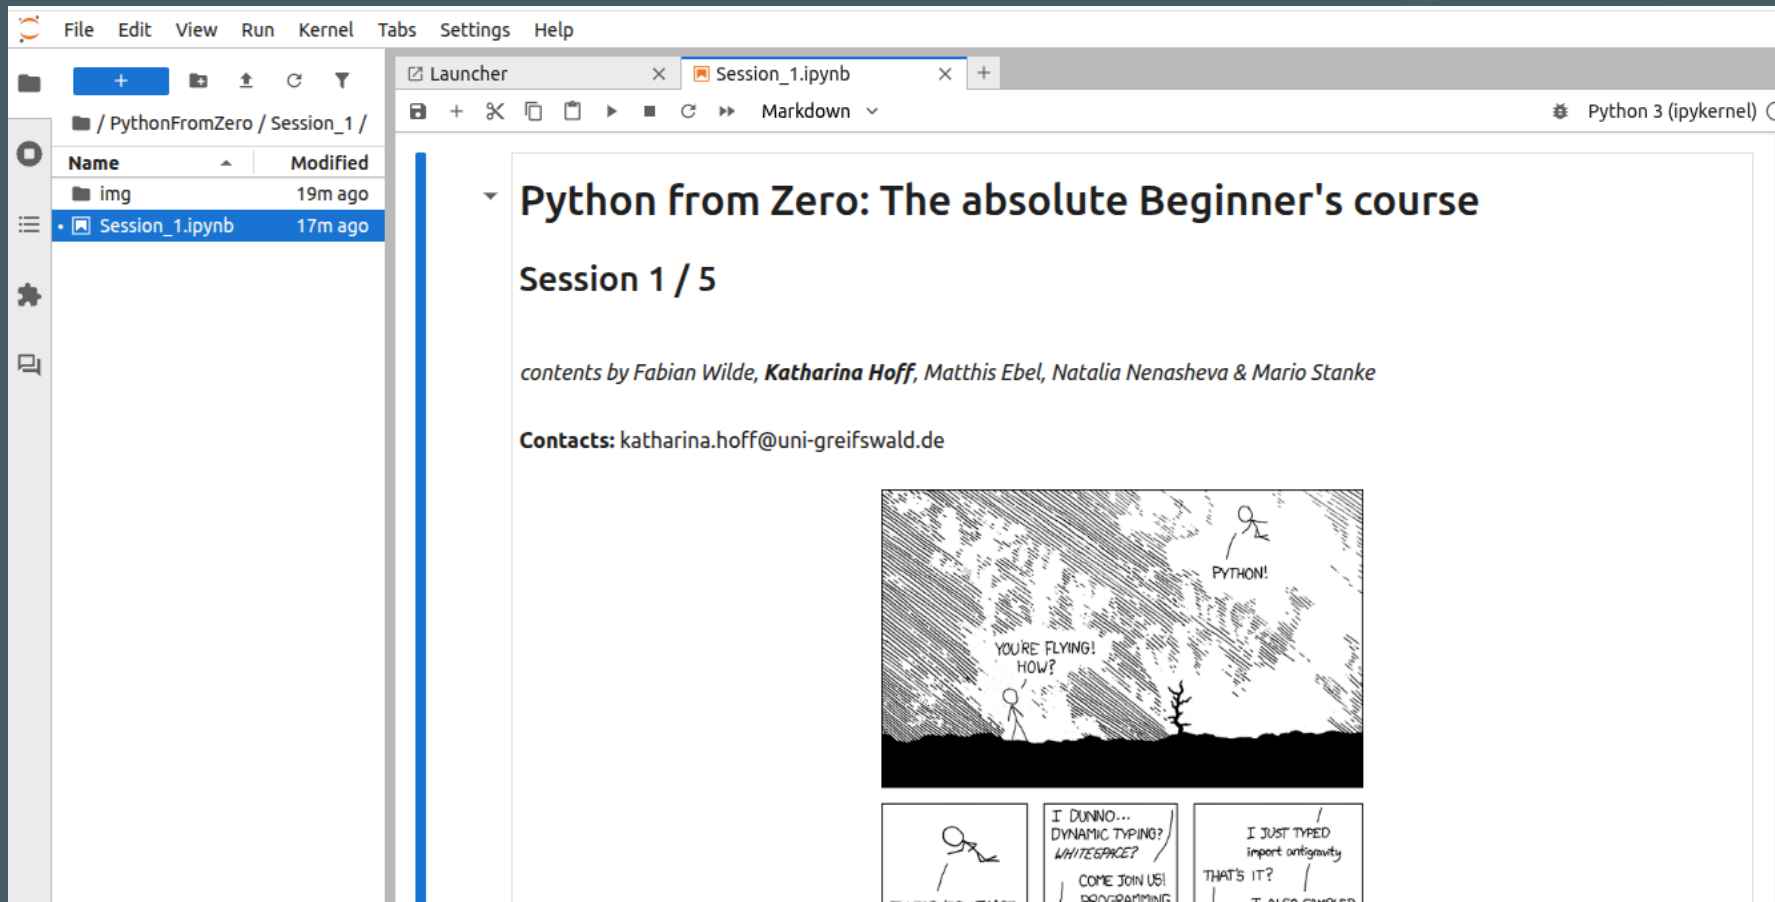 File Edit View Run Kernel Tabs Settings Help
/ PythonFromZero / Session_1 /
Name Modified
img 19m ago
Session_1.ipynb 17m ago
Launcher
Session_1.ipynb
Markdown
Python 3 (ipykernel)
Python from Zero: The absolute Beginner's course
Session 1 / 5
contents by Fabian Wilde, Katharina Hoff, Matthis Ebel, Natalia Nenasheva & Mario Stanke
Contacts: katharina.hoff@uni-greifswald.de
PYTHON!
YOU'RE FLYING!
HOW?
I DUNNO...
DYNAMIC TYPING?
WHITESPACE?
COME JOIN US!
PROGRAMMING
I JUST TYPED
import antigravity
THAT'S IT?